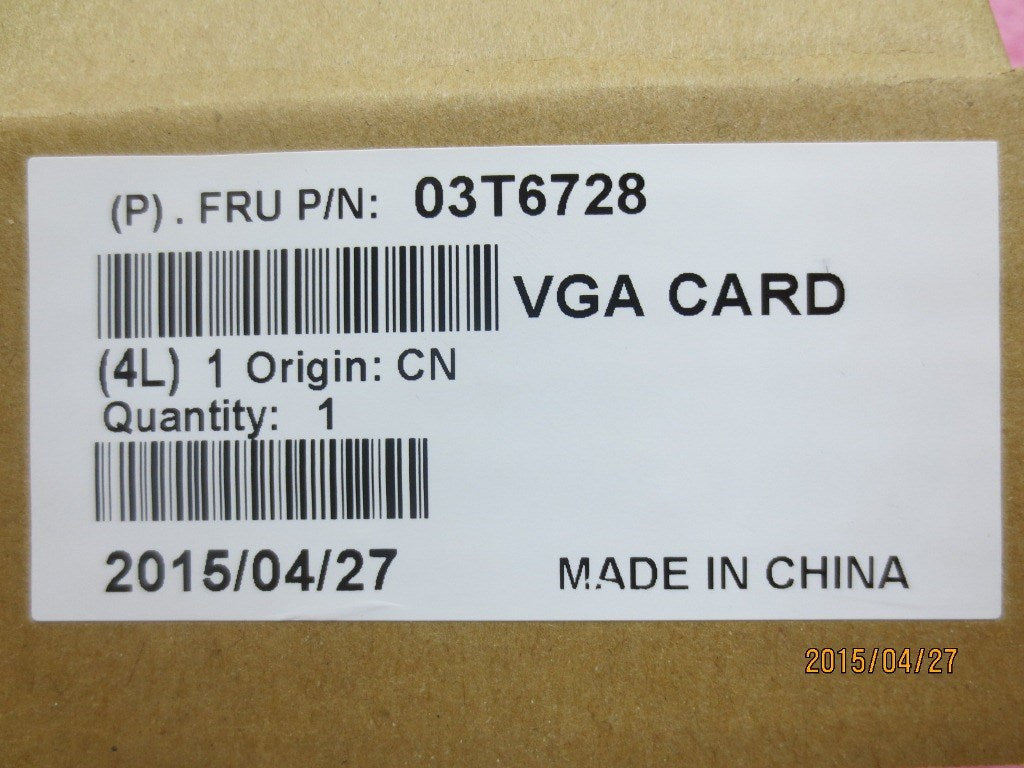 (P) . FRU P/N: 03T6728
VGA CARD
(4L) 1 Origin: CN
Quantity: 1
2015/04/27
MADE IN CHINA
2015/04/27